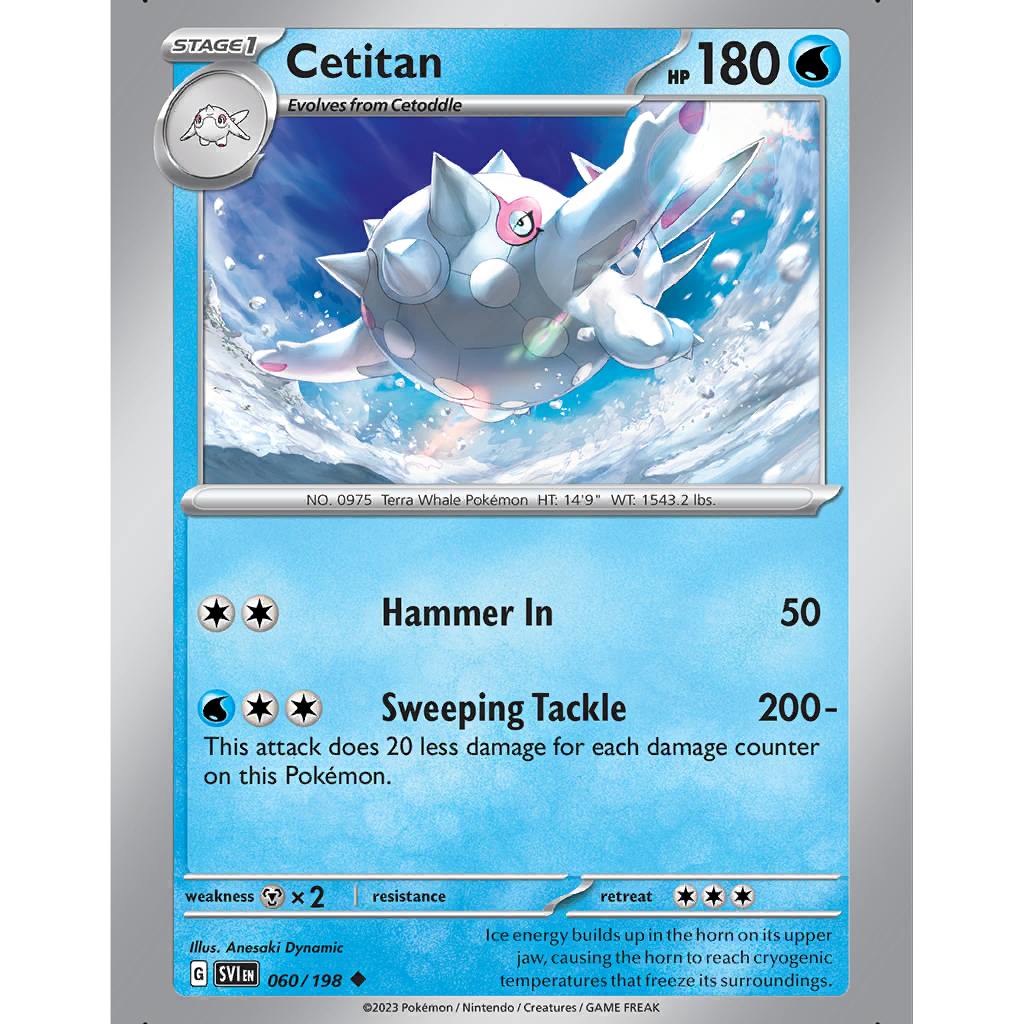 STAGE1
Cetitan
HP 180
Evolves from Cetoddle
NO. 0975 Terra Whale Pokémon HT: 14'9" WT: 1543.2 lbs.
Hammer In 50
Sweeping Tackle 200-
This attack does 20 less damage for each damage counter
on this Pokémon.
weakness ×2 resistance retreat
Illus. Anesaki Dynamic
Ice energy builds up in the horn on its upper
jaw, causing the horn to reach cryogenic
temperatures that freeze its surroundings.
G SVI EN 060/198
©2023 Pokémon / Nintendo / Creatures / GAME FREAK